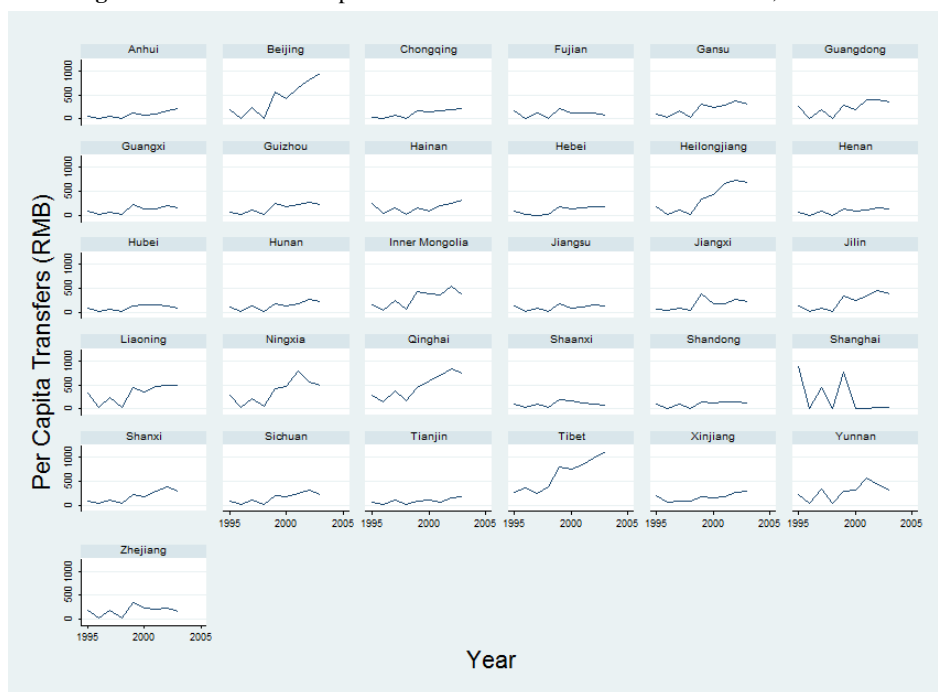 Anhui Beijing Chongqing Fujian Gansu Guangdong
0 500 1000
Guangxi Guizhou Hainan Hebei Heilongjiang Henan
0 500 1000
Hubei Hunan Inner Mongolia Jiangsu Jiangxi Jilin
0 500 1000
Liaoning Ningxia Qinghai Shaanxi Shandong Shanghai
0 500 1000
Shanxi Sichuan Tianjin Tibet Xinjiang Yunnan
0 500 1000
1995 2000 2005 1995 2000 2005 1995 2000 2005 1995 2000 2005 1995 2000 2005
Zhejiang
0 500 1000
1995 2000 2005
Per Capita Transfers (RMB)
Year